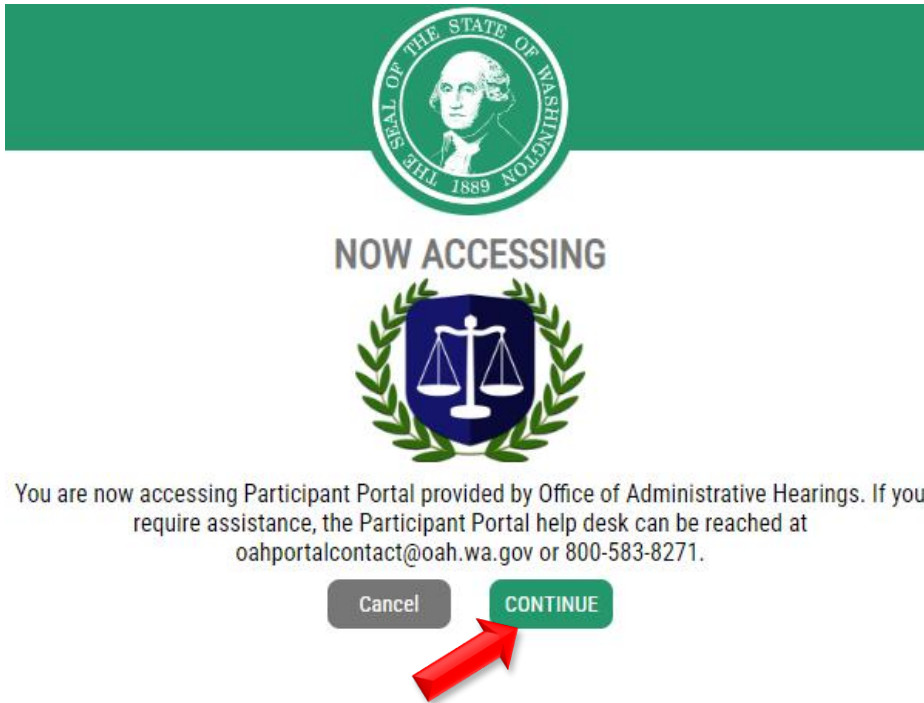 THE SEAL OF THE STATE OF WASHINGTON
1889
NOW ACCESSING
You are now accessing Participant Portal provided by Office of Administrative Hearings. If you
require assistance, the Participant Portal help desk can be reached at
oahportalcontact@oah.wa.gov or 800-583-8271.
Cancel
CONTINUE